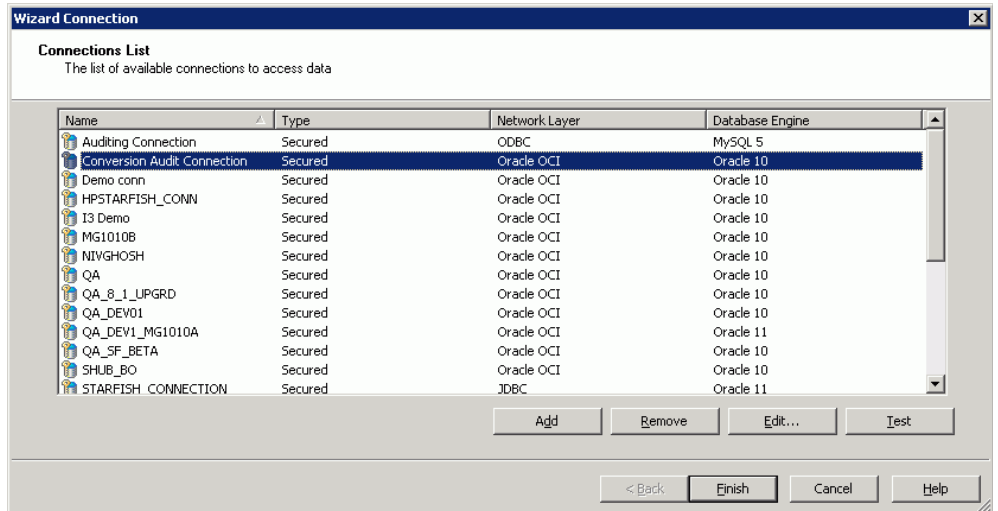 Wizard Connection
Connections List
The list of available connections to access data
Name Type Network Layer Database Engine
Auditing Connection Secured ODBC MySQL 5
Conversion Audit Connection Secured Oracle OCI Oracle 10
Demo conn Secured Oracle OCI Oracle 10
HPSTARFISH_CONN Secured Oracle OCI Oracle 10
I3 Demo Secured Oracle OCI Oracle 10
MG1010B Secured Oracle OCI Oracle 10
NIVGHOSH Secured Oracle OCI Oracle 10
QA Secured Oracle OCI Oracle 10
QA_8_1_UPGRD Secured Oracle OCI Oracle 10
QA_DEV01 Secured Oracle OCI Oracle 10
QA_DEV1_MG1010A Secured Oracle OCI Oracle 11
QA_SF_BETA Secured Oracle OCI Oracle 10
SHUB_BO Secured Oracle OCI Oracle 10
STARFISH_CONNECTION Secured JDBC Oracle 11
Add Remove Edit... Test
< Back Finish Cancel Help